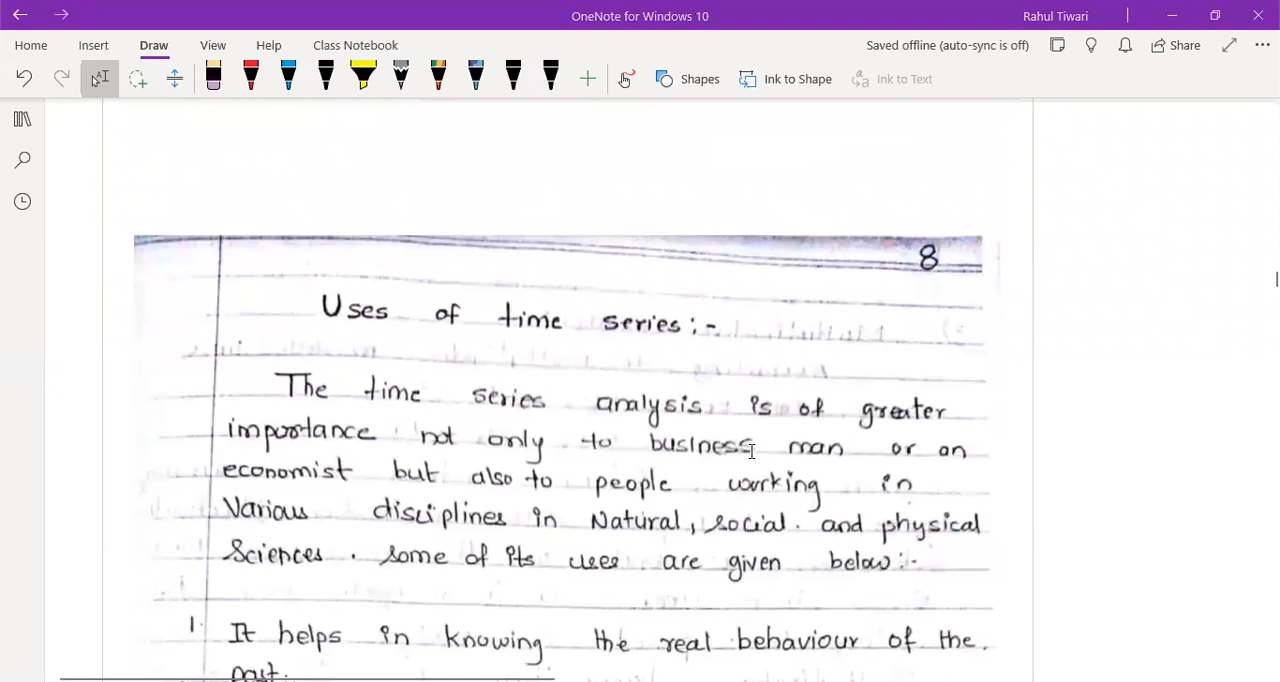 OneNote for Windows 10
Rahul Tiwari
Home Insert Draw View Help Class Notebook
Saved offline (auto-sync is off)
Share
Shapes
Ink to Shape
Ink to Text
8
Uses of time series:-
The time series analysis is of greater
importance not only to business man or an
economist but also to people working in
Various disciplines in Natural, social. and physical
Sciences. some of its uses are given below:-
1. It helps in knowing the real behaviour of the.
past.